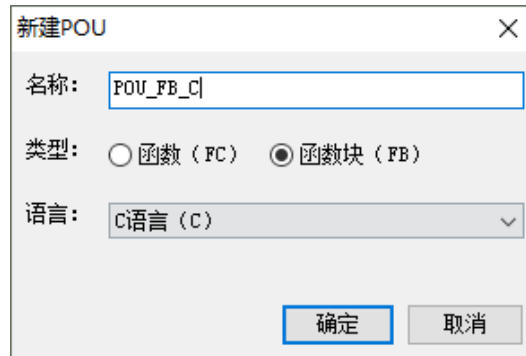 新建POU
名称： POU_FB_C
类型： 函数（FC） 函数块（FB）
语言： C语言（C）
确定 取消